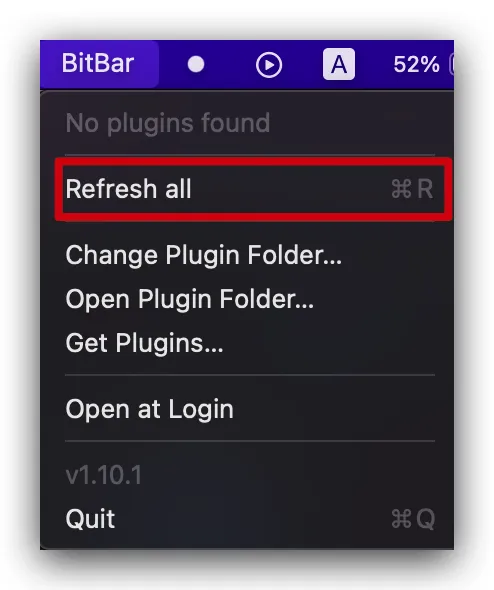 BitBar A 52%
No plugins found
Refresh all ⌘R
Change Plugin Folder...
Open Plugin Folder...
Get Plugins...
Open at Login
v1.10.1
Quit ⌘Q